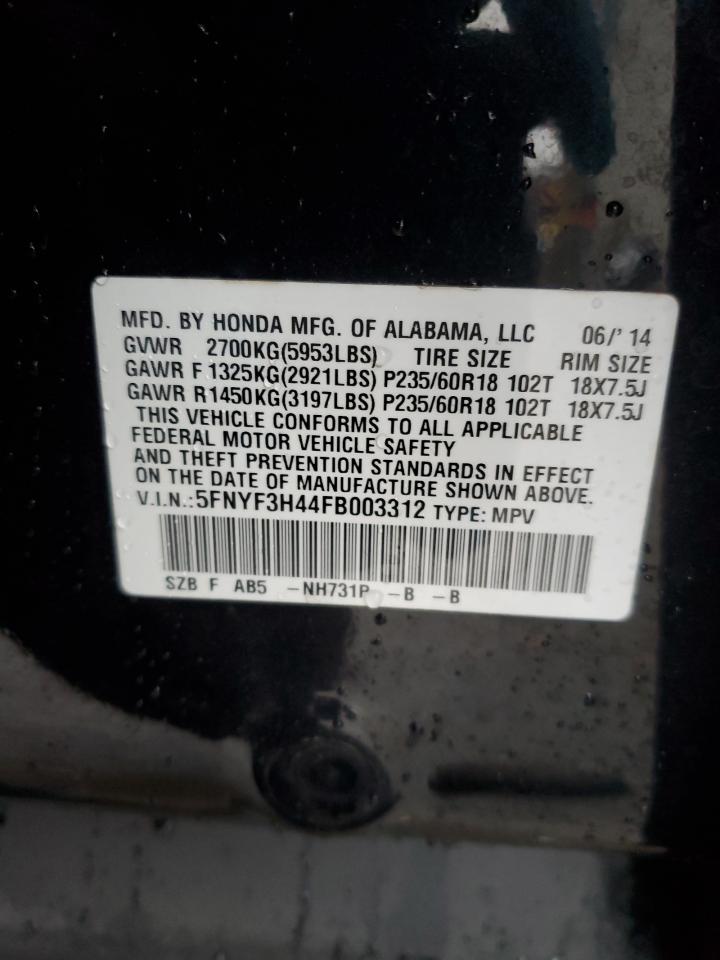 MFD. BY HONDA MFG. OF ALABAMA, LLC 06/'14
GVWR 2700KG(5953LBS) TIRE SIZE RIM SIZE
GAWR F1325KG(2921LBS) P235/60R18 102T 18X7.5J
GAWR R1450KG(3197LBS) P235/60R18 102T 18X7.5J
THIS VEHICLE CONFORMS TO ALL APPLICABLE
FEDERAL MOTOR VEHICLE SAFETY
AND THEFT PREVENTION STANDARDS IN EFFECT
ON THE DATE OF MANUFACTURE SHOWN ABOVE.
V.I.N.:5FNYF3H44FB003312 TYPE: MPV
SZB F AB5 -NH731P -B -B